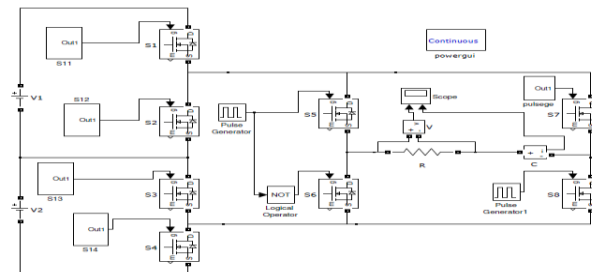 Out1
S11
S1
Continuous
powergui
V1
S12
Out1
S2
Pulse
Generator
S5
Scope
V
Out1
pulsege
S7
R
C
Out1
S13
S3
NOT
Logical
Operator
S6
Pulse
Generator1
S8
V2
Out1
S14
S4